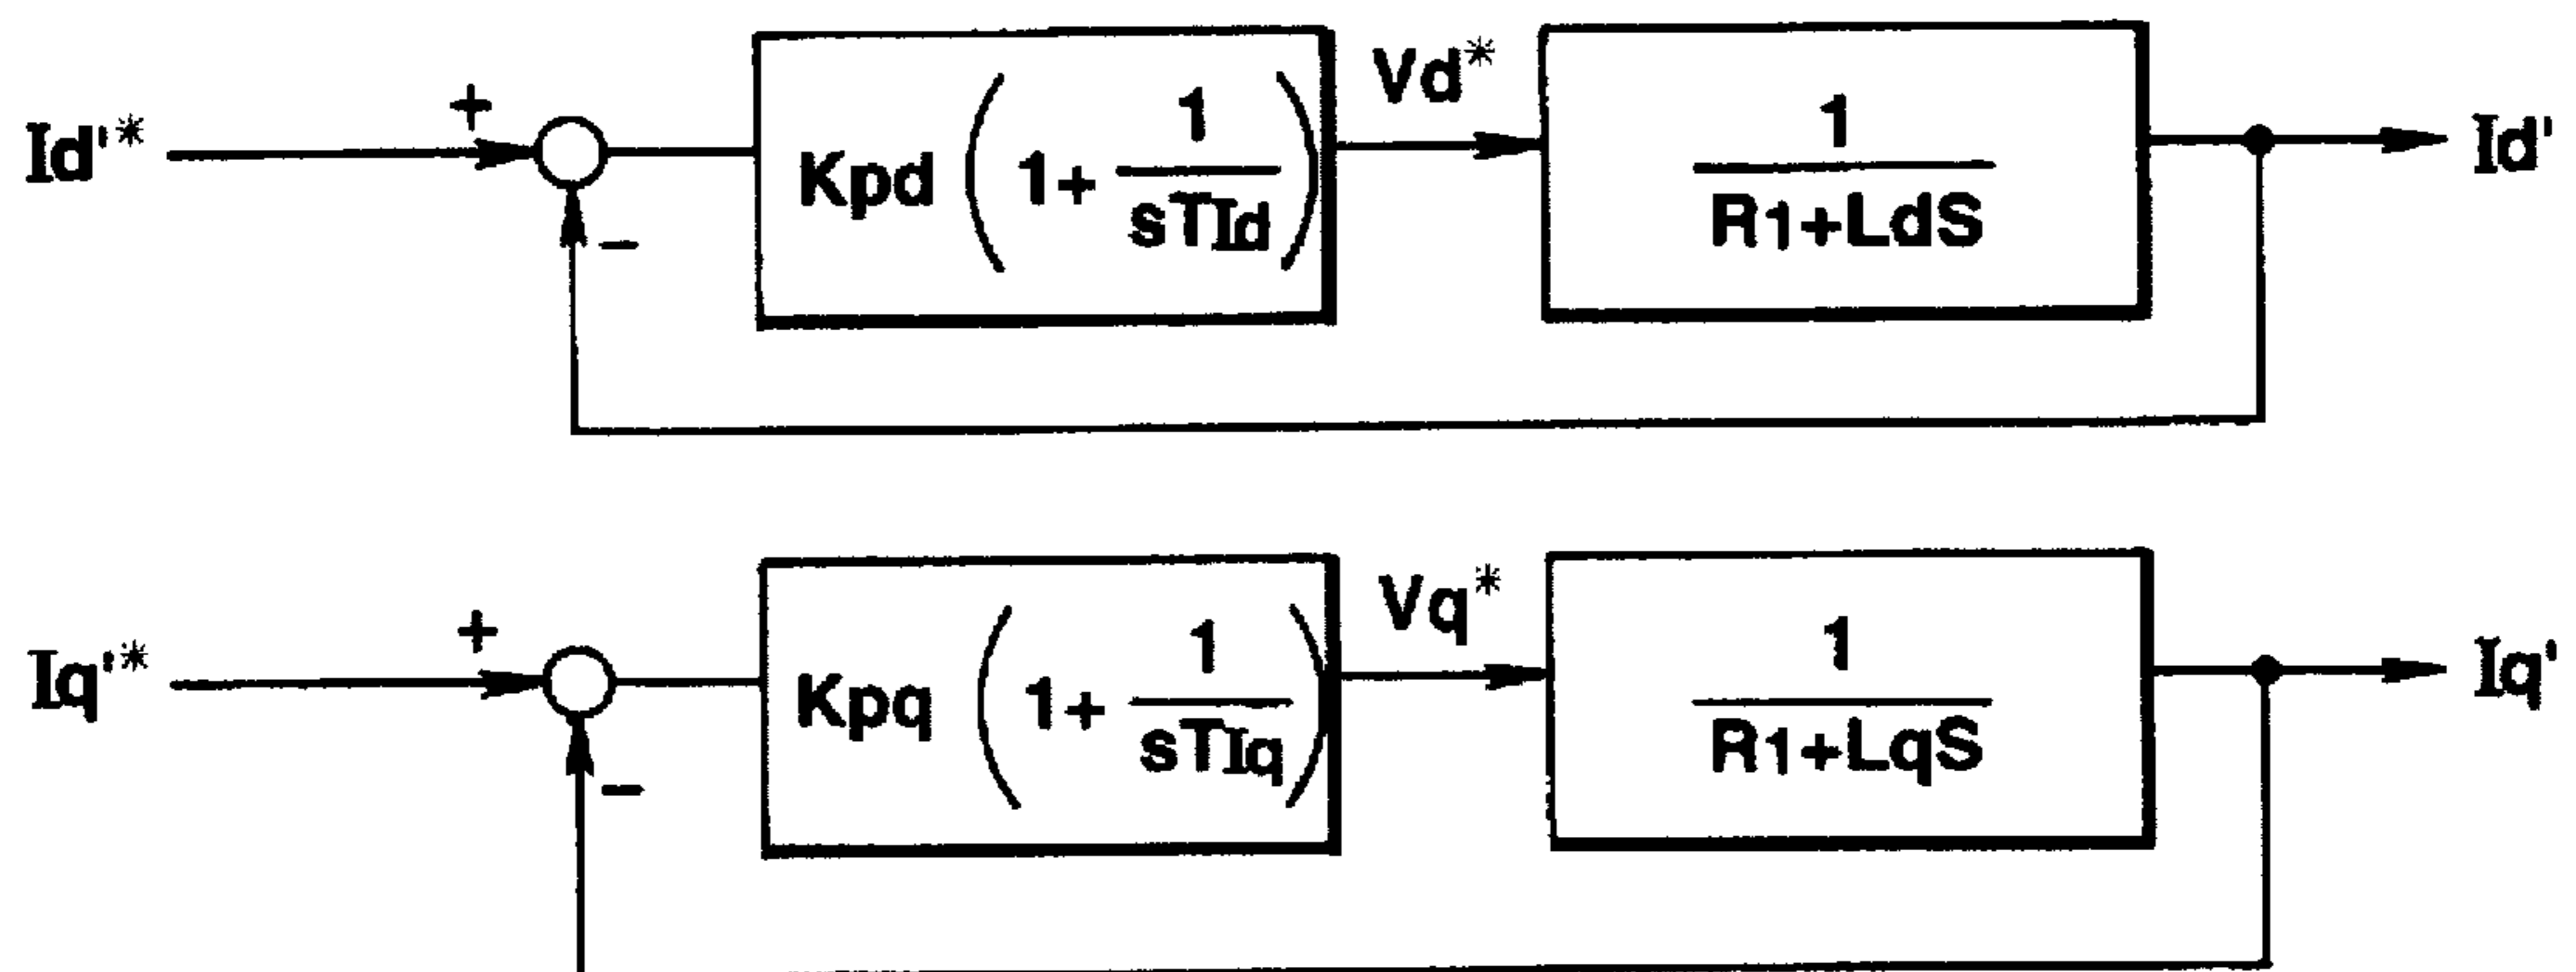 Id'* + − Kpd ( 1+ 1/sTId ) Vd* 1/R1+LdS Id'
Iq'* + − Kpq ( 1+ 1/sTIq ) Vq* 1/R1+LqS Iq'